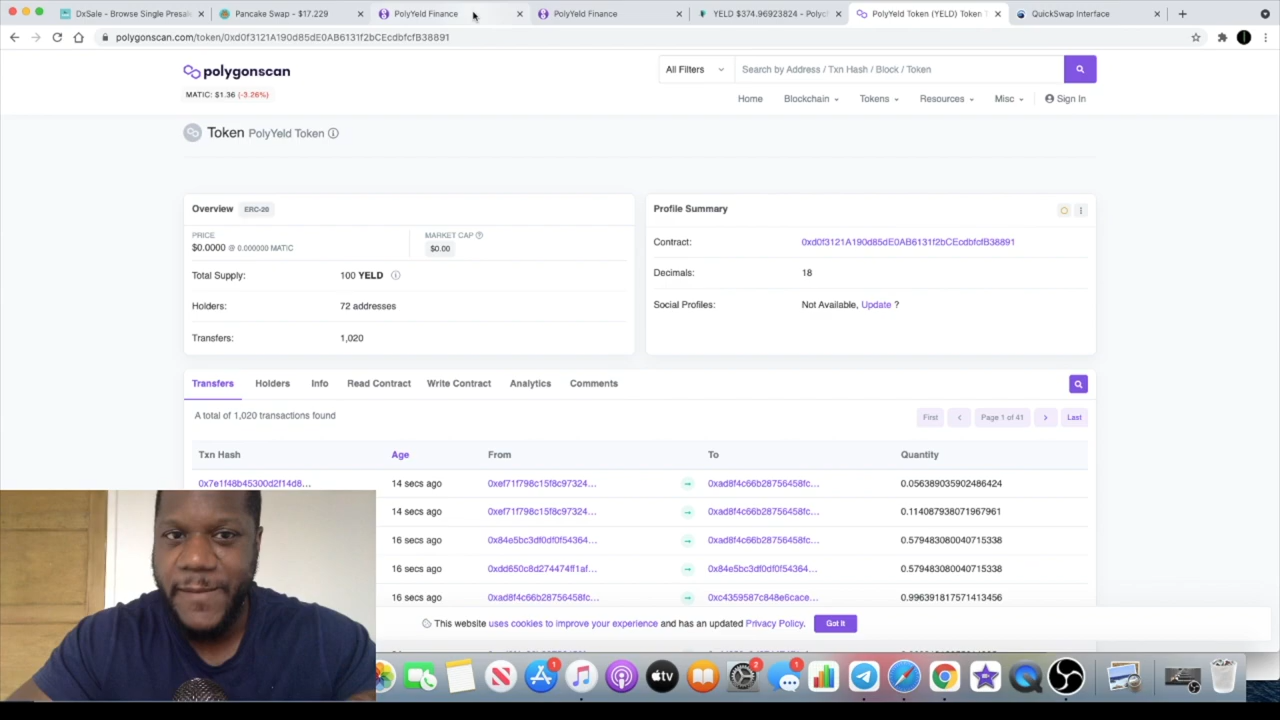 DxSale - Browse Single Presale
Pancake Swap - $17.229
PolyYeld Finance
PolyYeld Finance
YELD $374.96923824 - Polych
PolyYeld Token (YELD) Token T
QuickSwap Interface
polygonscan.com/token/0xd0f3121A190d85dE0AB6131f2bCEcdbfcfB38891
polygonscan
MATIC: $1.36 (-3.26%)
All Filters
Search by Address / Txn Hash / Block / Token
Home
Blockchain
Tokens
Resources
Misc
Sign In
Token PolyYeld Token
Overview ERC-20
PRICE
$0.0000 @ 0.000000 MATIC
MARKET CAP
$0.00
Total Supply: 100 YELD
Holders: 72 addresses
Transfers: 1,020
Profile Summary
Contract: 0xd0f3121A190d85dE0AB6131f2bCEcdbfcfB38891
Decimals: 18
Social Profiles: Not Available, Update ?
Transfers Holders Info Read Contract Write Contract Analytics Comments
A total of 1,020 transactions found
First < Page 1 of 41 > Last
Txn Hash Age From To Quantity
0x7e1f48b45300d2f14d8... 14 secs ago 0xef71f798c15f8c97324... 0xad8f4c66b28756458fc... 0.056389035902486424
14 secs ago 0xef71f798c15f8c97324... 0xad8f4c66b28756458fc... 0.114087938071967961
16 secs ago 0x84e5bc3df0df0f54364... 0xad8f4c66b28756458fc... 0.579483080040715338
16 secs ago 0xdd650c8d274474ff1af... 0x84e5bc3df0df0f54364... 0.579483080040715338
16 secs ago 0xad8f4c66b28756458fc... 0xc4359587c848e6cace... 0.996391817571413456
This website uses cookies to improve your experience and has an updated Privacy Policy.
Got It
1
tv
2
1